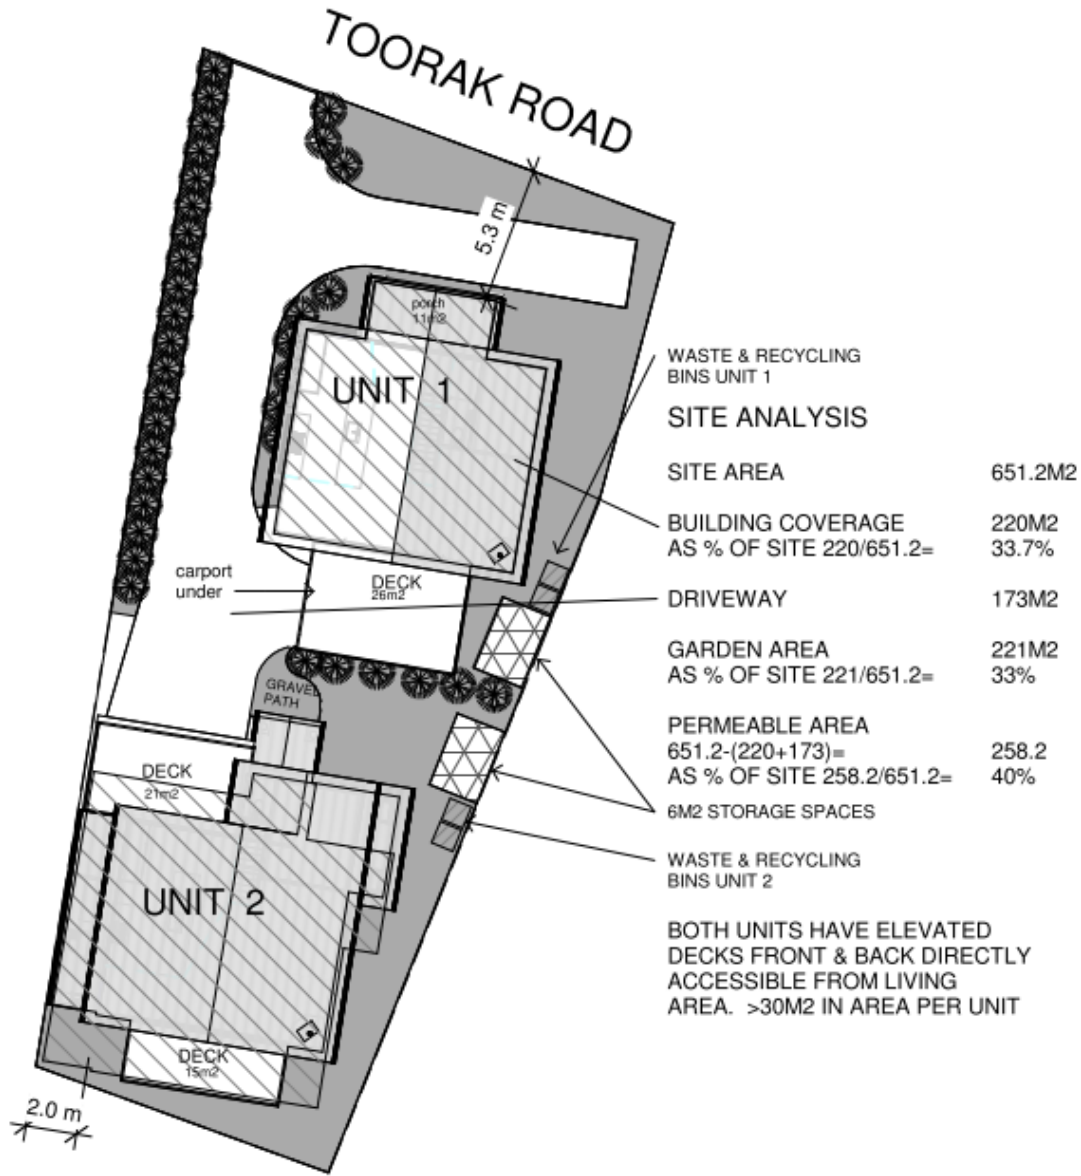 TOORAK ROAD
5.3 m
porch
11m2
UNIT 1
WASTE & RECYCLING
BINS UNIT 1
SITE ANALYSIS
SITE AREA 651.2M2
BUILDING COVERAGE 220M2
AS % OF SITE 220/651.2= 33.7%
carport
under
DECK
26m2
DRIVEWAY 173M2
GARDEN AREA 221M2
AS % OF SITE 221/651.2= 33%
GRAVEL
PATH
PERMEABLE AREA
651.2-(220+173)= 258.2
AS % OF SITE 258.2/651.2= 40%
DECK
21m2
6M2 STORAGE SPACES
WASTE & RECYCLING
BINS UNIT 2
UNIT 2
BOTH UNITS HAVE ELEVATED
DECKS FRONT & BACK DIRECTLY
ACCESSIBLE FROM LIVING
AREA. >30M2 IN AREA PER UNIT
DECK
15m2
2.0 m